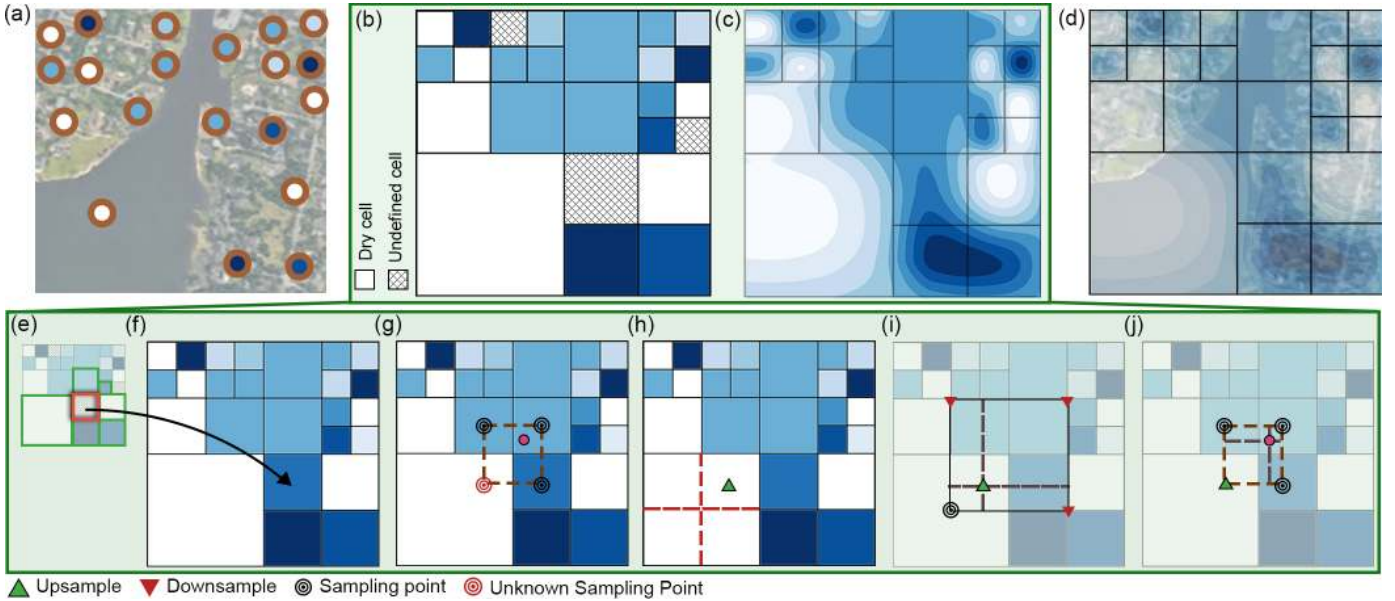 (a)
(b)
(c)
(d)
Dry cell
Undefined cell
(e)
(f)
(g)
(h)
(i)
(j)
Upsample
Downsample
Sampling point
Unknown Sampling Point